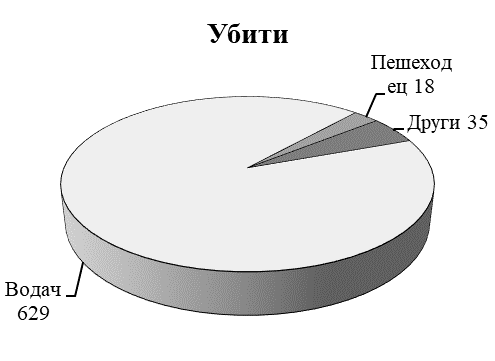 Убити
Пешеход
ец 18
Други 35
Водач
629